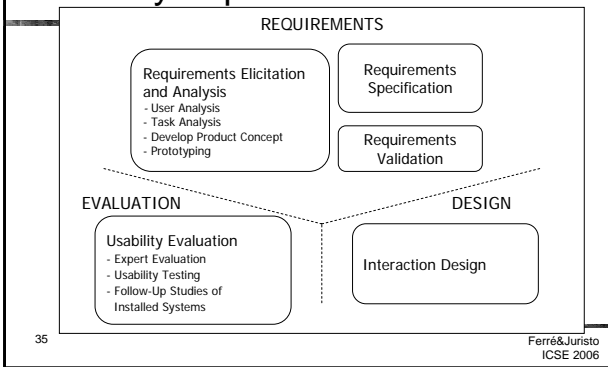 REQUIREMENTS
Requirements Elicitation
and Analysis
- User Analysis
- Task Analysis
- Develop Product Concept
- Prototyping
Requirements
Specification
Requirements
Validation
EVALUATION
DESIGN
Usability Evaluation
- Expert Evaluation
- Usability Testing
- Follow-Up Studies of
Installed Systems
Interaction Design
35
Ferré&Juristo
ICSE 2006